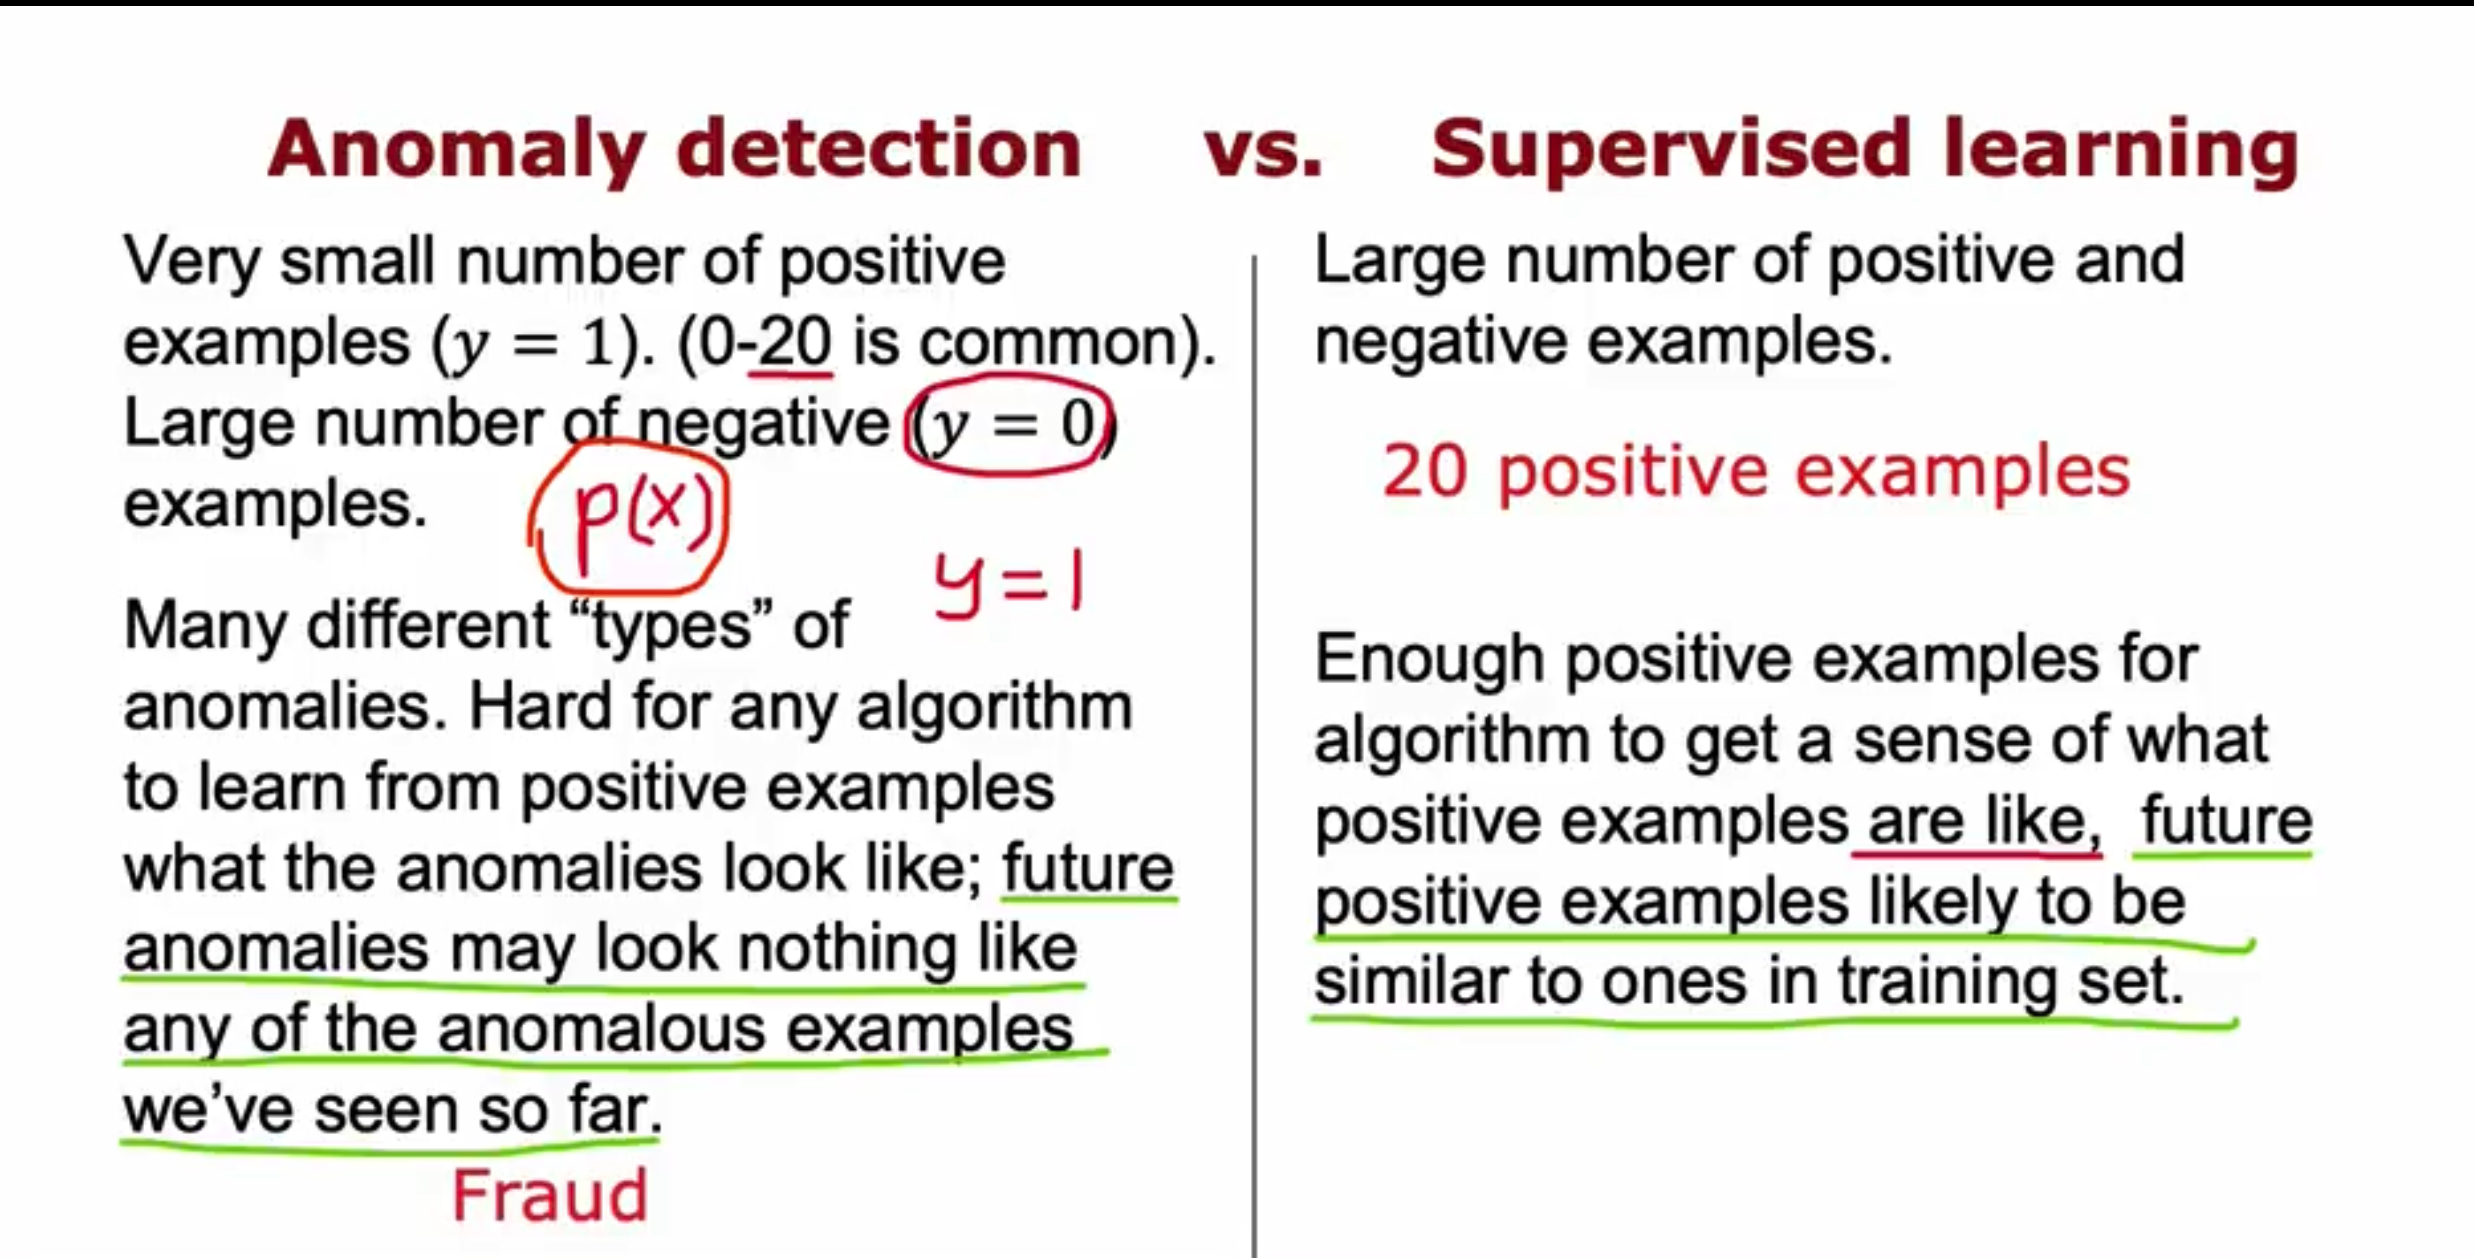 Anomaly detection vs. Supervised learning
Very small number of positive
examples (y = 1). (0-20 is common).
Large number of negative (y = 0)
examples.
p(x)
y=1
Many different “types” of
anomalies. Hard for any algorithm
to learn from positive examples
what the anomalies look like; future
anomalies may look nothing like
any of the anomalous examples
we’ve seen so far.
Fraud
Large number of positive and
negative examples.
20 positive examples
Enough positive examples for
algorithm to get a sense of what
positive examples are like, future
positive examples likely to be
similar to ones in training set.